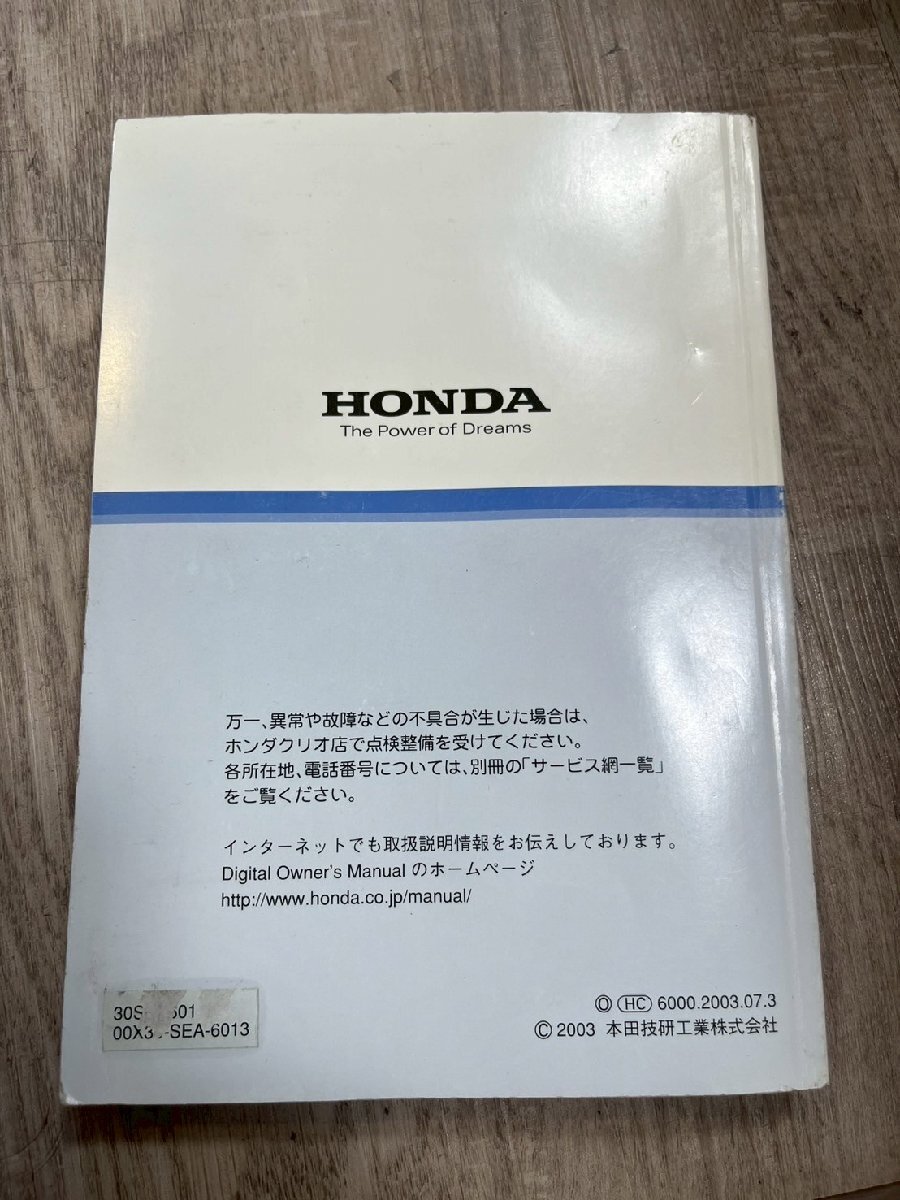 HONDA
The Power of Dreams
万一、異常や故障などの不具合が生じた場合は、
ホンダクリオ店で点検整備を受けてください。
各所在地、電話番号については、別冊の「サービス網一覧」
をご覧ください。
インターネットでも取扱説明情報をお伝えしております。
Digital Owner's Manual のホームページ
http://www.honda.co.jp/manual/
Ⓞ HC 6000.2003.07.3
© 2003 本田技研工業株式会社